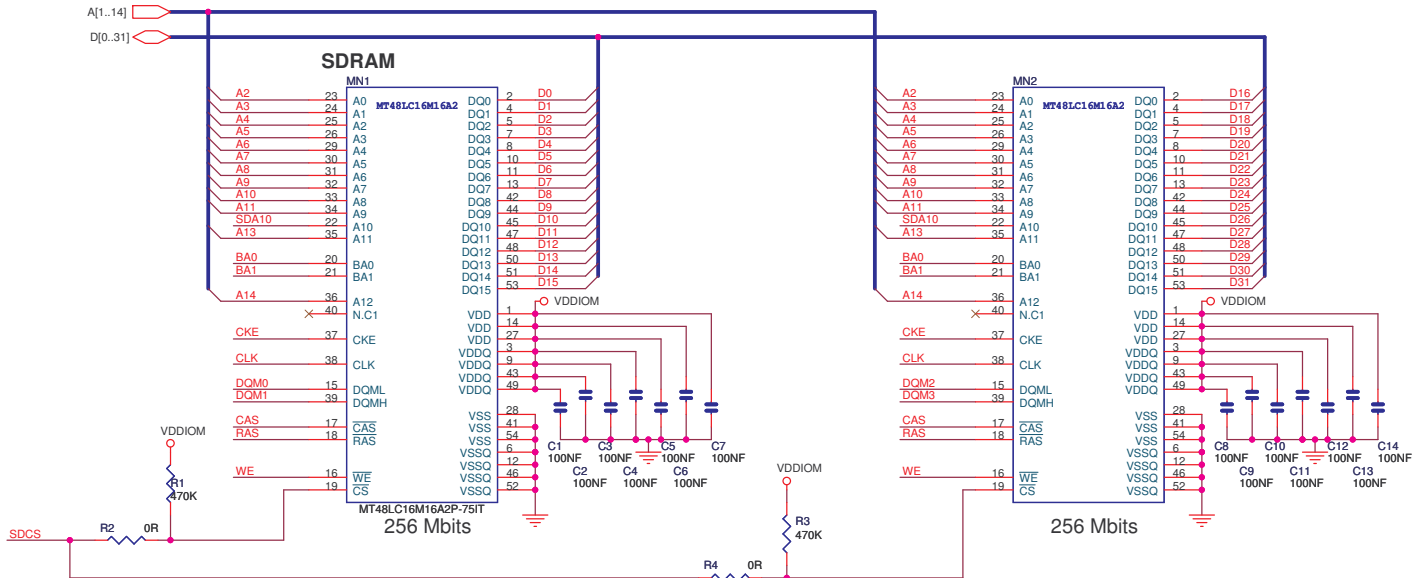 A[1..14]
D[0..31]
SDRAM
MN1
MT48LC16M16A2
A2 23 A0 DQ0 2 D0
A3 24 A1 DQ1 4 D1
A4 25 A2 DQ2 5 D2
A5 26 A3 DQ3 7 D3
A6 29 A4 DQ4 8 D4
A7 30 A5 DQ5 10 D5
A8 31 A6 DQ6 11 D6
A9 32 A7 DQ7 13 D7
A10 33 A8 DQ8 42 D8
A11 34 A9 DQ9 44 D9
SDA10 22 A10 DQ10 45 D10
A13 35 A11 DQ11 47 D11
DQ12 48 D12
BA0 20 BA0 DQ13 50 D13
BA1 21 BA1 DQ14 51 D14
DQ15 53 D15
A14 36 A12 VDDIOM
40 N.C1 VDD 1
VDD 14
CKE 37 CKE VDD 27
VDDQ 3
CLK 38 CLK VDDQ 9
VDDQ 43
DQM0 15 DQML VDDQ 49
DQM1 39 DQMH
VSS 28
CAS 17 CAS VSS 41
RAS 18 RAS VSS 54
VSSQ 6
VSSQ 12
WE 16 WE VSSQ 46
19 CS VSSQ 52
C1 C3 C5 C7
100NF 100NF 100NF 100NF
C2 C4 C6
100NF 100NF 100NF
MT48LC16M16A2P-75IT
256 Mbits
VDDIOM
R1
470K
R2 0R
SDCS
MN2
MT48LC16M16A2
A2 23 A0 DQ0 2 D16
A3 24 A1 DQ1 4 D17
A4 25 A2 DQ2 5 D18
A5 26 A3 DQ3 7 D19
A6 29 A4 DQ4 8 D20
A7 30 A5 DQ5 10 D21
A8 31 A6 DQ6 11 D22
A9 32 A7 DQ7 13 D23
A10 33 A8 DQ8 42 D24
A11 34 A9 DQ9 44 D25
SDA10 22 A10 DQ10 45 D26
A13 35 A11 DQ11 47 D27
DQ12 48 D28
BA0 20 BA0 DQ13 50 D29
BA1 21 BA1 DQ14 51 D30
DQ15 53 D31
A14 36 A12 VDDIOM
40 N.C1 VDD 1
VDD 14
CKE 37 CKE VDD 27
VDDQ 3
CLK 38 CLK VDDQ 9
VDDQ 43
DQM2 15 DQML VDDQ 49
DQM3 39 DQMH
VSS 28
CAS 17 CAS VSS 41
RAS 18 RAS VSS 54
VSSQ 6
VSSQ 12
WE 16 WE VSSQ 46
19 CS VSSQ 52
C8 C10 C12 C14
100NF 100NF 100NF 100NF
C9 C11 C13
100NF 100NF 100NF
256 Mbits
VDDIOM
R3
470K
R4 0R